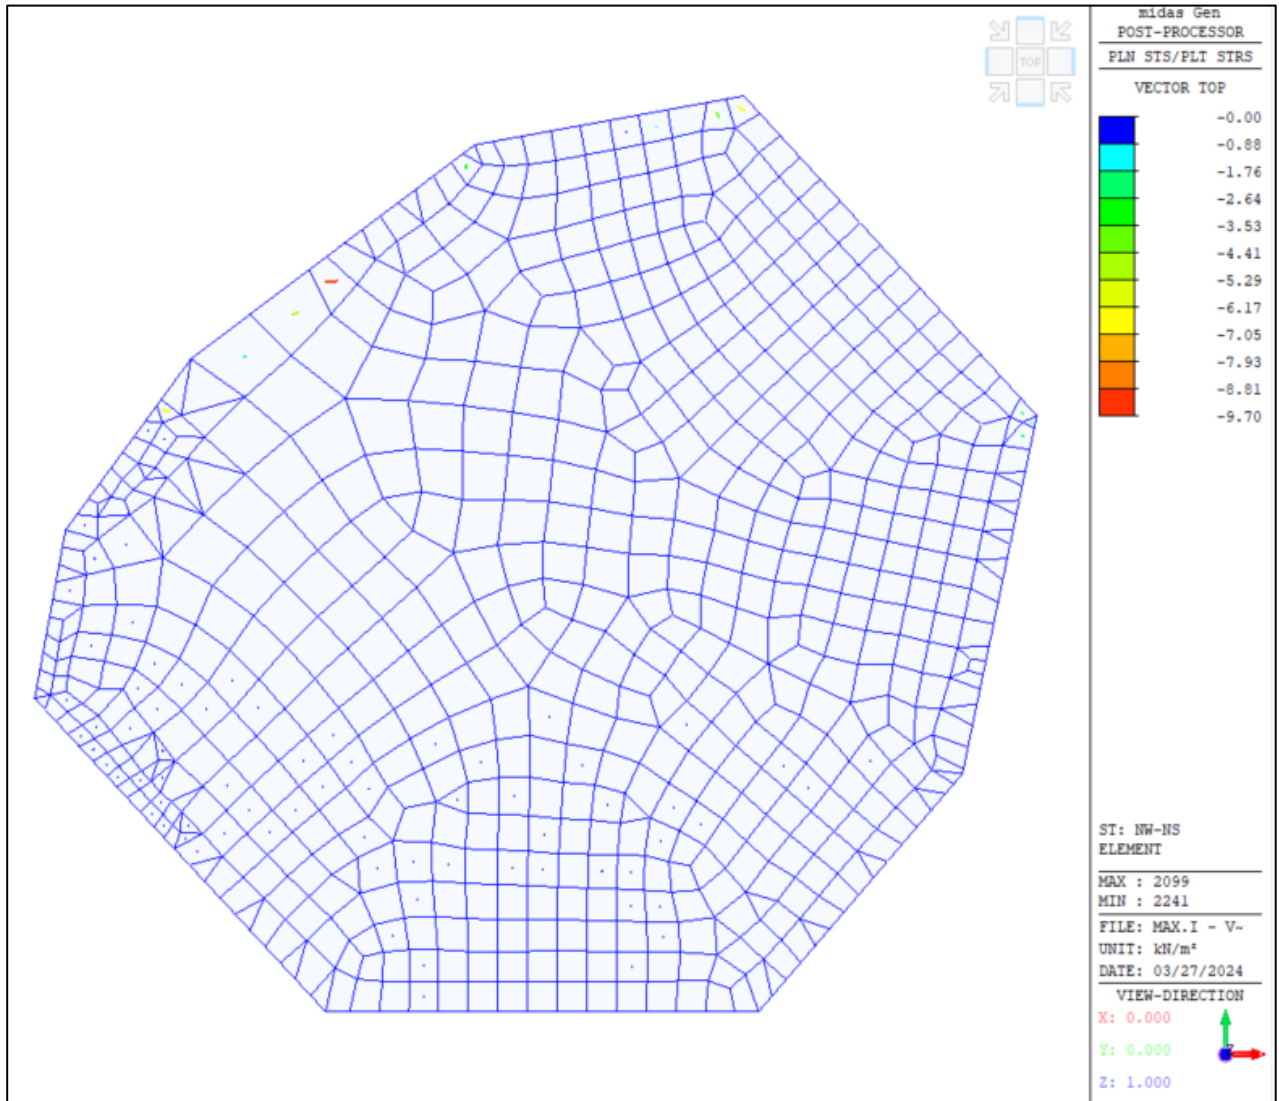 midas Gen
POST-PROCESSOR
PLN STS/PLT STRS
VECTOR TOP
TOP
-0.00
-0.88
-1.76
-2.64
-3.53
-4.41
-5.29
-6.17
-7.05
-7.93
-8.81
-9.70
ST: NW-NS
ELEMENT
MAX : 2099
MIN : 2241
FILE: MAX.I - V~
UNIT: kN/m²
DATE: 03/27/2024
VIEW-DIRECTION
X: 0.000
Y: 0.000
Z: 1.000